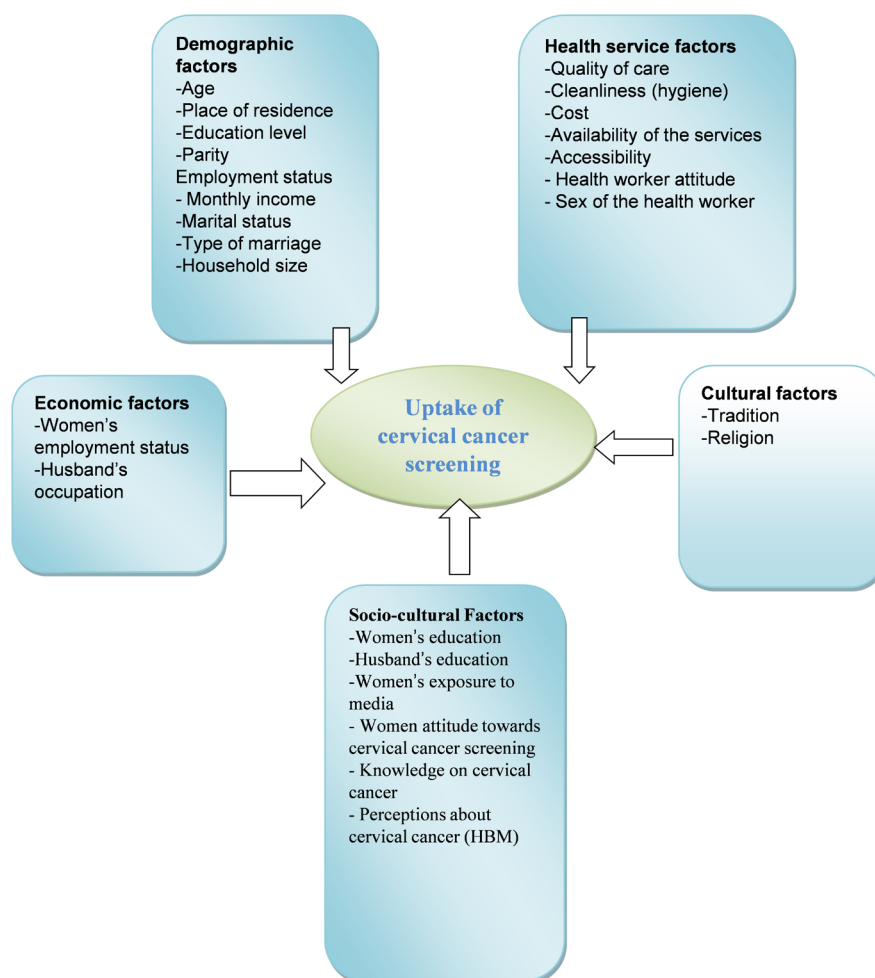 Demographic
factors
-Age
-Place of residence
-Education level
-Parity
Employment status
- Monthly income
-Marital status
-Type of marriage
-Household size
Health service factors
-Quality of care
-Cleanliness (hygiene)
-Cost
-Availability of the services
-Accessibility
- Health worker attitude
- Sex of the health worker
Economic factors
-Women’s
employment status
-Husband’s
occupation
Uptake of
cervical cancer
screening
Cultural factors
-Tradition
-Religion
Socio-cultural Factors
-Women’s education
-Husband’s education
-Women’s exposure to
media
- Women attitude towards
cervical cancer screening
- Knowledge on cervical
cancer
- Perceptions about
cervical cancer (HBM)